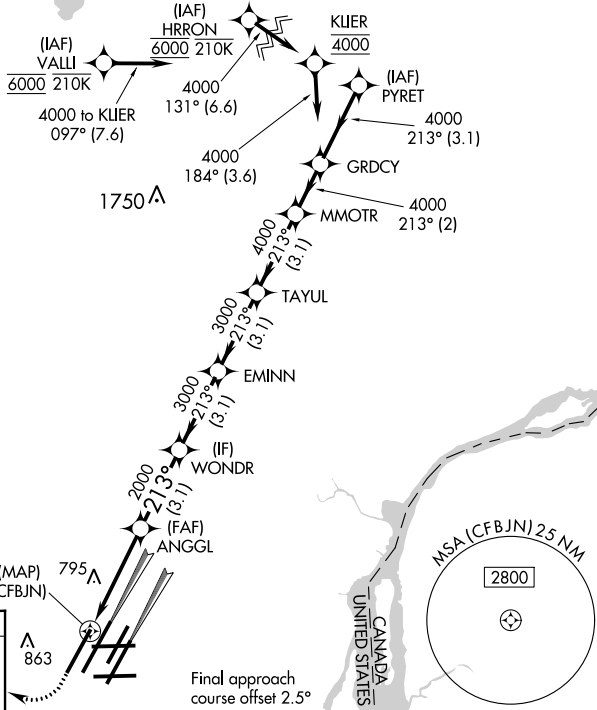 (IAF)
HRRON
6000 210K
KLIER
4000
(IAF)
VALLI
6000 210K
4000 to KLIER
097° (7.6)
4000
131° (6.6)
(IAF)
PYRET
4000
213° (3.1)
4000
184° (3.6)
GRDCY
4000
213° (2)
1750
MMOTR
4000
213°
(3.1)
TAYUL
3000
213°
(3.1)
EMINN
3000
213°
(3.1)
(IF)
WONDR
2000
213°
(3.1)
(FAF)
ANGGL
(MAP)
CFBJN)
795
863
Final approach
course offset 2.5°
CANADA
UNITED STATES
MSA (CFBJN) 25 NM
2800